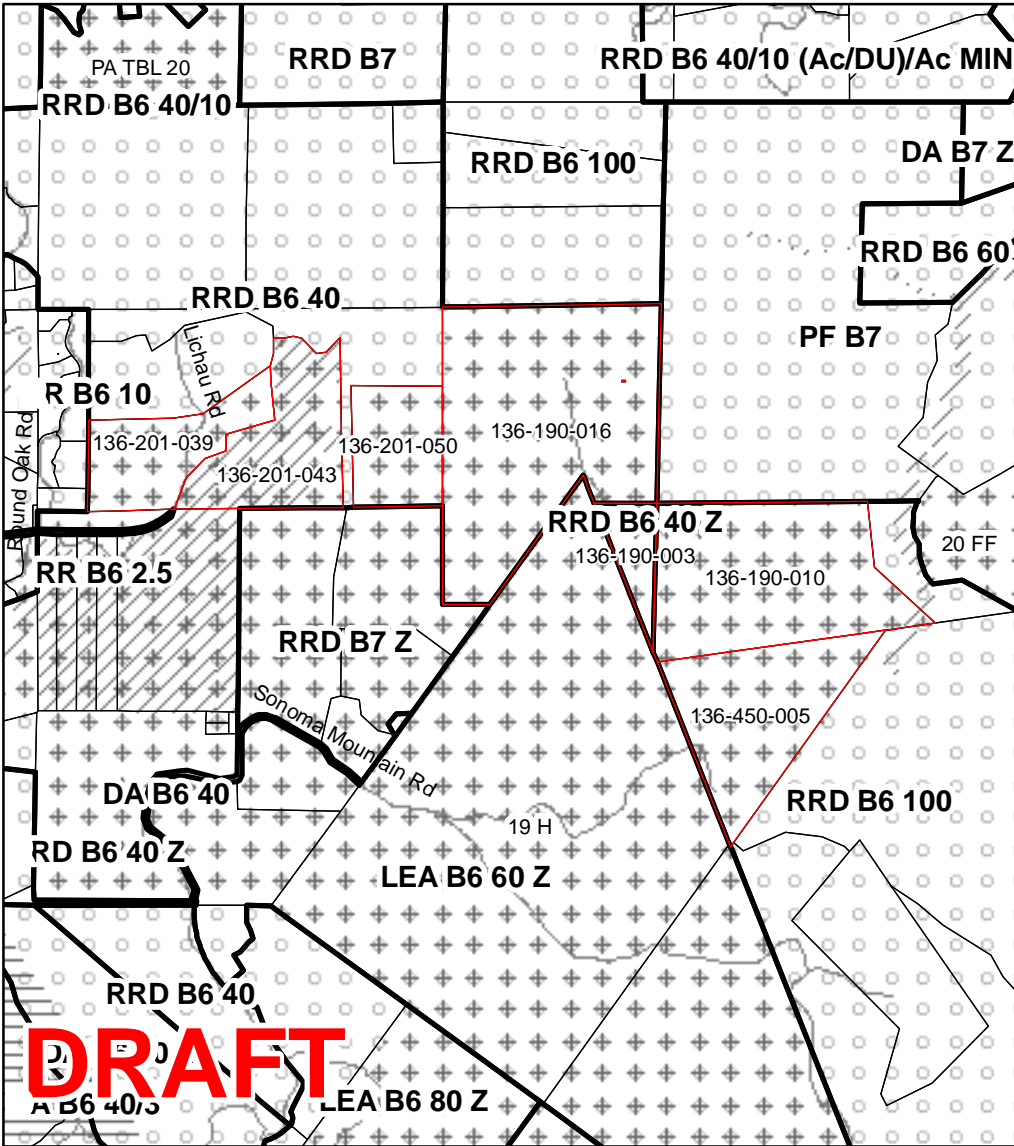 RRD B7
RRD B6 40/10 (Ac/DU)/Ac MIN
PA TBL 20
RRD B6 40/10
RRD B6 100
DA B7 Z
RRD B6 60
RRD B6 40
PF B7
Lichau Rd
R B6 10
136-201-039
136-201-043
136-201-050
136-190-016
Round Oak Rd
RRD B6 40 Z
136-190-003
20 FF
RR B6 2.5
136-190-010
RRD B7 Z
Sonoma Mountain Rd
136-450-005
DA B6 40
RRD B6 100
19 H
RD B6 40 Z
LEA B6 60 Z
RRD B6 40
DRAFT
A B6 40/3
LEA B6 80 Z